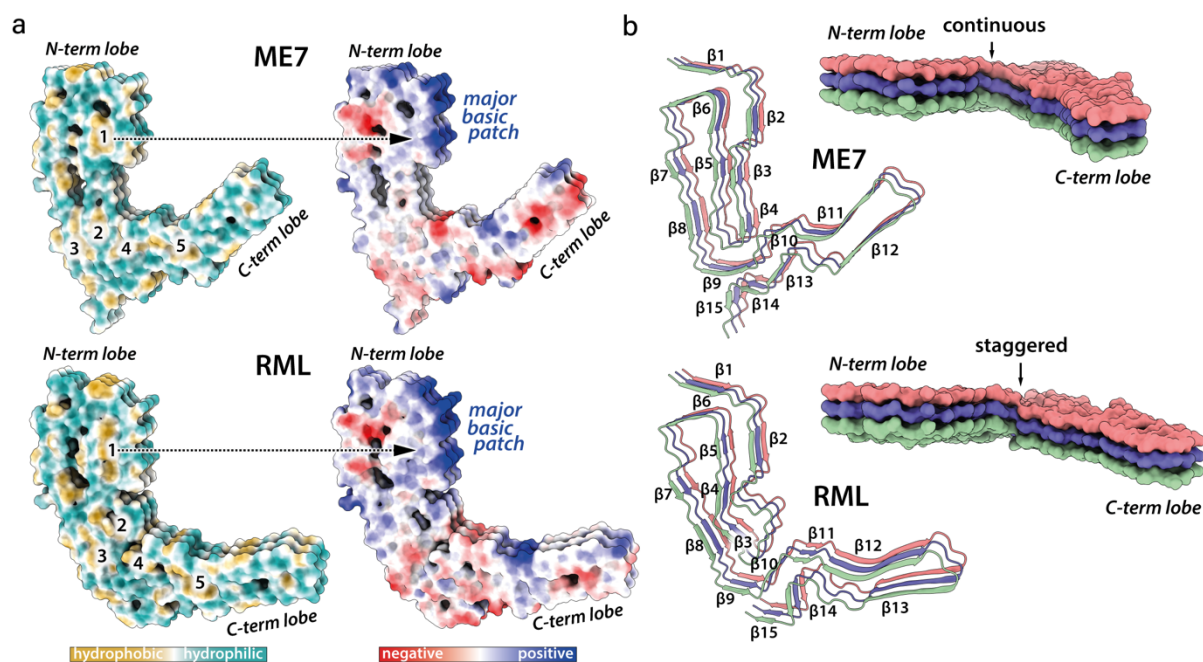 a
N-term lobe
ME7
major
basic
patch
1
2
3
4
5
C-term lobe
C-term lobe
N-term lobe
RML
N-term lobe
major
basic
patch
1
2
3
4
5
C-term lobe
C-term lobe
hydrophobic hydrophilic
negative positive
b
N-term lobe
continuous
β1
β6
β2
ME7
β5
β3
β7
β4
β11
β8
β10
β12
β9
β13
β15
β14
C-term lobe
staggered
N-term lobe
β1
β6
β2
β5
β7
β4
RML
β8
β3
β11
β12
β10
β9
β14
β13
β15
C-term lobe